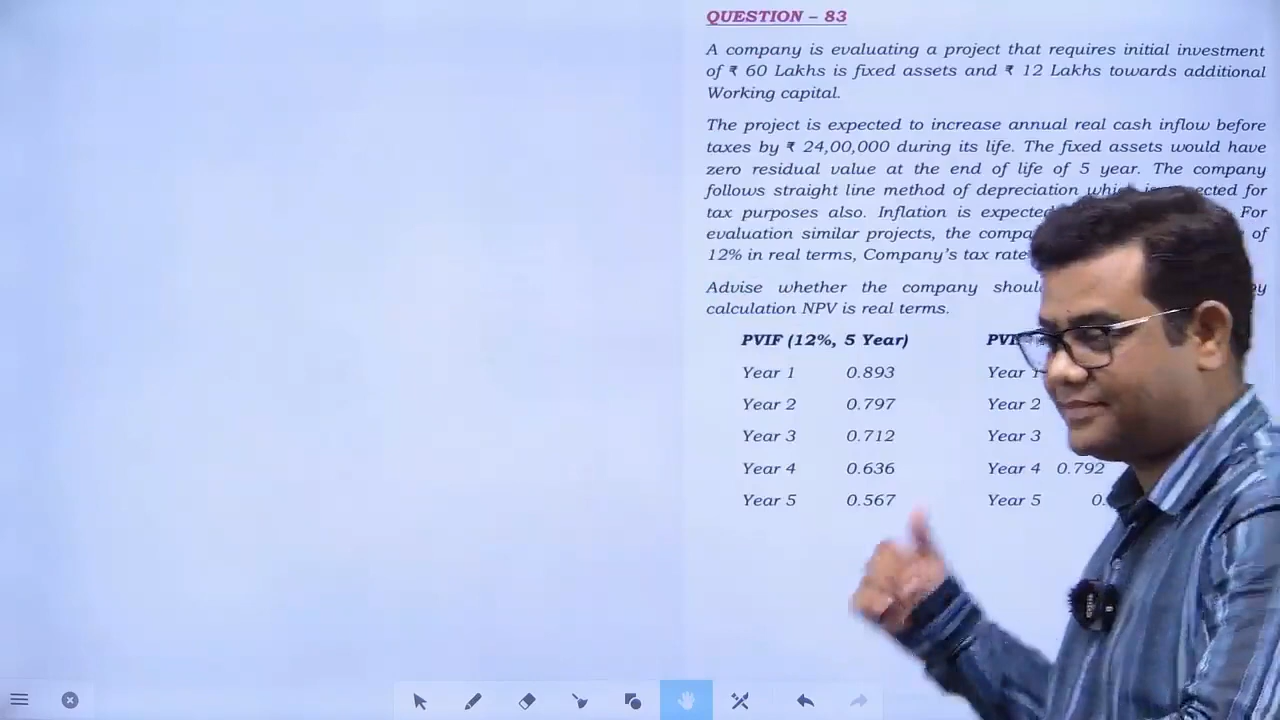 QUESTION – 83
A company is evaluating a project that requires initial investment
of ₹ 60 Lakhs is fixed assets and ₹ 12 Lakhs towards additional
Working capital.
The project is expected to increase annual real cash inflow before
taxes by ₹ 24,00,000 during its life. The fixed assets would have
zero residual value at the end of life of 5 year. The company
follows straight line method of depreciation which for
tax purposes also. Inflation is expected For
evaluation similar projects, the of
12% in real terms, Company's tax rate
Advise whether the company
calculation NPV is real terms.
PVIF (12%, 5 Year)
Year 1 0.893 Year 1
Year 2 0.797 Year 2
Year 3 0.712 Year 3
Year 4 0.636 Year 4 0.792
Year 5 0.567 Year 5